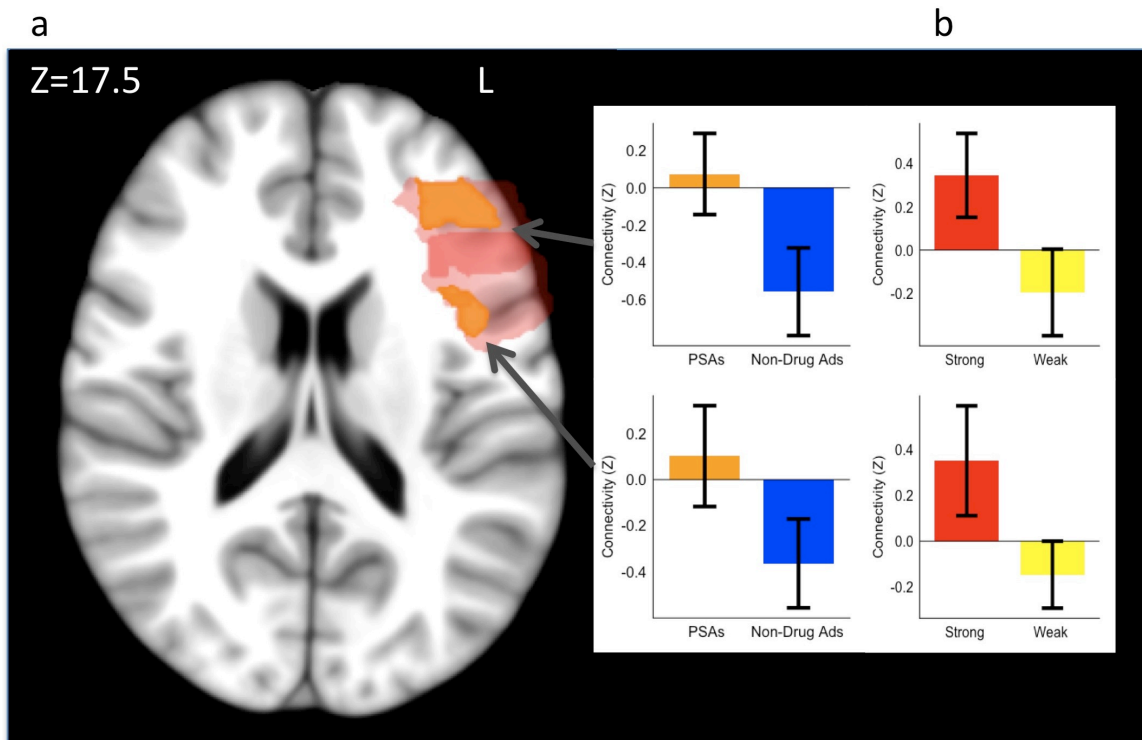 a
b
Z=17.5
L
Connectivity (Z)
0.2
0.0
-0.2
-0.4
-0.6
PSAs Non-Drug Ads
Connectivity (Z)
0.4
0.2
0.0
-0.2
Strong Weak
Connectivity (Z)
0.2
0.0
-0.2
-0.4
PSAs Non-Drug Ads
Connectivity (Z)
0.4
0.2
0.0
-0.2
Strong Weak